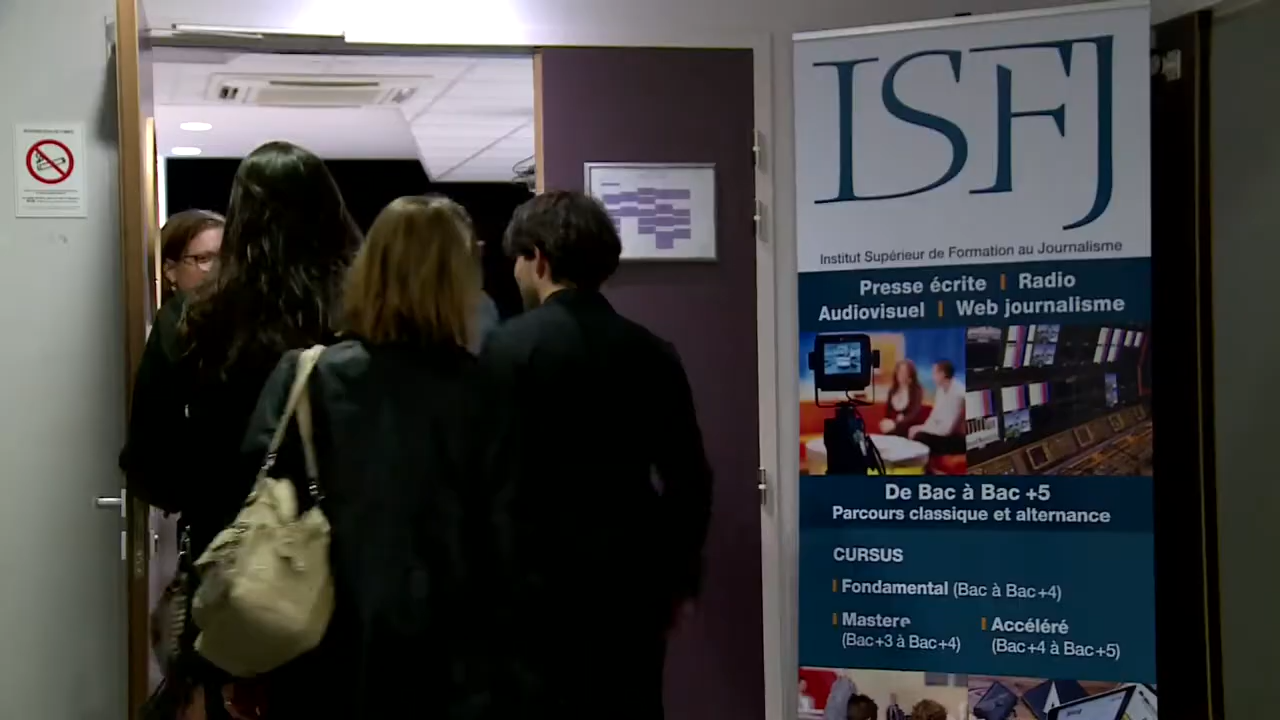 ISFJ
Institut Supérieur de Formation au Journalisme
Presse écrite | Radio
Audiovisuel | Web journalisme
De Bac à Bac +5
Parcours classique et alternance
CURSUS
Fondamental (Bac à Bac+4)
Mastere
(Bac+3 à Bac+4)
Accéléré
(Bac+4 à Bac+5)